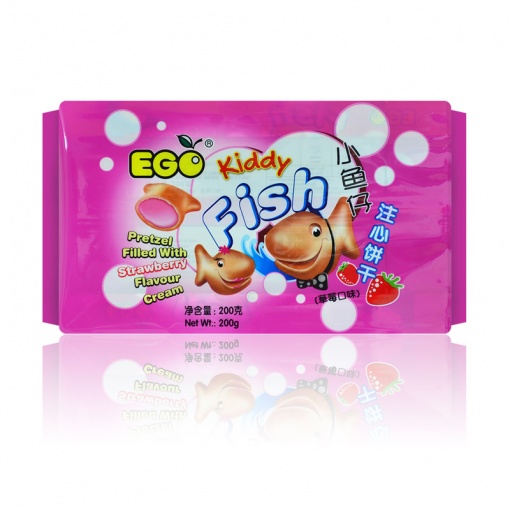 EGO®
Kiddy
Fish
小鱼仔
注心饼干
Pretzel
Filled With
Strawberry
Flavour
Cream
(草莓口味)
净含量: 200克
Net Wt.: 200g